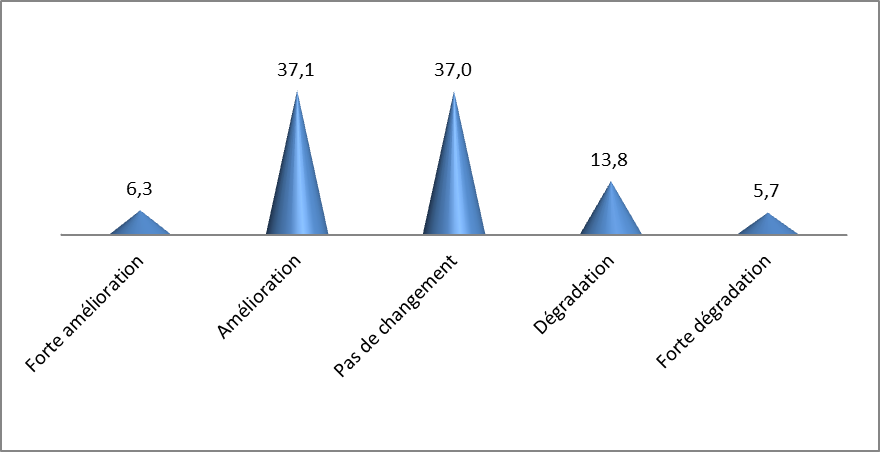 6,3
37,1
37,0
13,8
5,7
Forte amélioration
Amélioration
Pas de changement
Dégradation
Forte dégradation